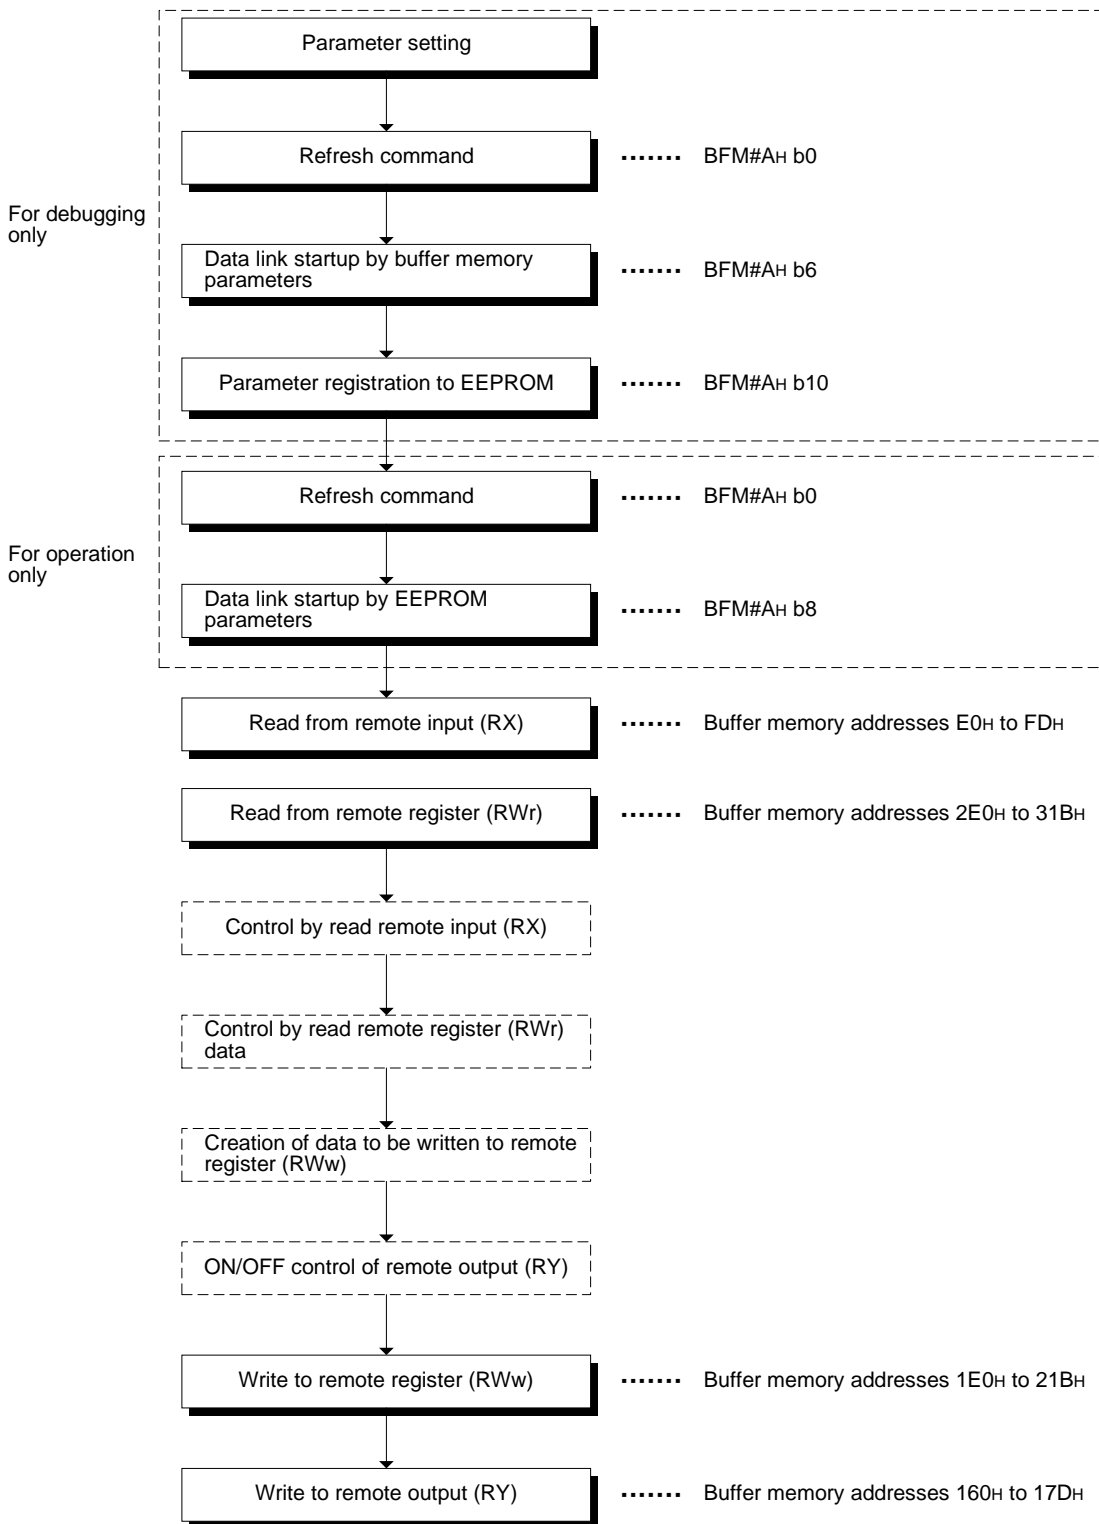 Parameter setting
Refresh command ······· BFM#AH b0
For debugging
only
Data link startup by buffer memory
parameters
······· BFM#AH b6
Parameter registration to EEPROM ······· BFM#AH b10
Refresh command ······· BFM#AH b0
For operation
only
Data link startup by EEPROM
parameters
······· BFM#AH b8
Read from remote input (RX) ······· Buffer memory addresses E0H to FDH
Read from remote register (RWr) ······· Buffer memory addresses 2E0H to 31BH
Control by read remote input (RX)
Control by read remote register (RWr)
data
Creation of data to be written to remote
register (RWw)
ON/OFF control of remote output (RY)
Write to remote register (RWw) ······· Buffer memory addresses 1E0H to 21BH
Write to remote output (RY) ······· Buffer memory addresses 160H to 17DH